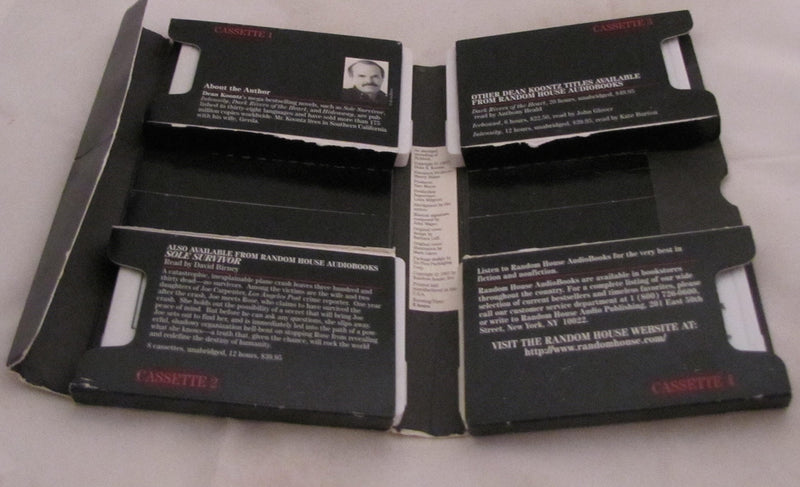 CASSETTE 1
About the Author
Dean Koontz's mega-bestselling novels, such as Sole Survivor,
Intensity, Dark Rivers of the Heart, and Hideaway, are pub-
lished in thirty-eight languages and have sold more than 175
million copies worldwide. Mr. Koontz lives in Southern California
with his wife, Gerda.
CASSETTE 3
OTHER DEAN KOONTZ TITLES AVAILABLE
FROM RANDOM HOUSE AUDIOBOOKS
Dark Rivers of the Heart, 20 hours, unabridged, $49.95
read by Anthony Heald
Icebound, 6 hours, $22.50, read by John Glover
Intensity, 12 hours, unabridged, $39.95, read by Kate Burton
ALSO AVAILABLE FROM RANDOM HOUSE AUDIOBOOKS
SOLE SURVIVOR
Read by David Birney
A catastrophic, inexplainable plane crash leaves three hundred and
thirty dead—no survivors. Among the victims are the wife and two
daughters of Joe Carpenter, Los Angeles Post crime reporter. One year
after the crash, Joe meets Rose, who claims to have survived the
crash. She holds out the possibility of a secret that will bring Joe
peace of mind. But before he can ask any questions, she slips away.
Joe sets out to find her, and is immediately led into the path of a pow-
erful, shadowy organization hell-bent on stopping Rose from revealing
what she knows—a truth that, given the chance, will rock the world
and redefine the destiny of humanity.
8 cassettes, unabridged, 12 hours, $39.95
CASSETTE 2
Listen to Random House AudioBooks for the very best in
fiction and nonfiction.
Random House AudioBooks are available in bookstores
throughout the country. For a complete listing of our wide
selection of current bestsellers and timeless favorites, please
call our customer service department at 1 (800) 726-0600
or write to Random House Audio Publishing, 201 East 50th
Street, New York, NY 10022.
VISIT THE RANDOM HOUSE WEBSITE AT:
http://www.randomhouse.com/
CASSETTE 4